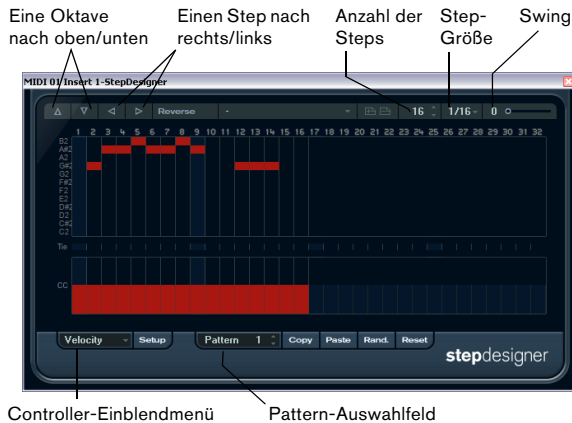 Eine Oktave
nach oben/unten
Einen Step nach
rechts/links
Anzahl der
Steps
Step-
Größe
Swing
MIDI 01/Insert 1-StepDesigner
Reverse - 16 1/16 0
1 2 3 4 5 6 7 8 9 10 11 12 13 14 15 16 17 18 19 20 21 22 23 24 25 26 27 28 29 30 31 32
B2
A#2
A2
G#2
G2
F#2
F2
E2
D#2
D2
C#2
C2
Tie
CC
Velocity Setup Pattern 1 Copy Paste Rand. Reset
stepdesigner
Controller-Einblendmenü
Pattern-Auswahlfeld